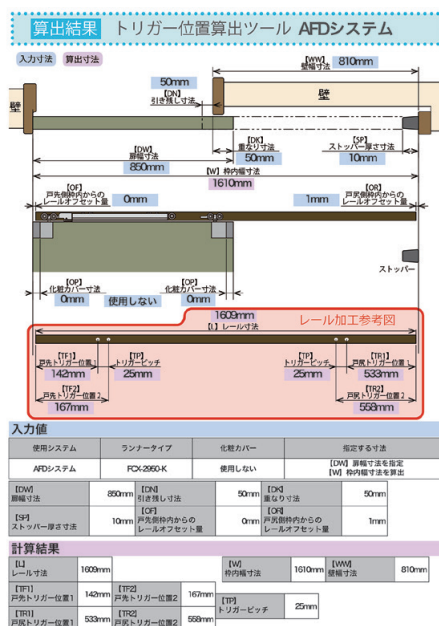 算出結果 トリガー位置算出ツール AFDシステム
入力寸法 算出寸法
【WW】
壁幅寸法 810mm
50mm
【DN】
引き残し寸法
壁
壁
【DW】
扉幅寸法
850mm
【DK】
重なり寸法
50mm
【SP】
ストッパー厚さ寸法
10mm
【W】枠内幅寸法
1610mm
【OF】
戸先側枠内からの
レールオフセット量
0mm
1mm
【OR】
戸尻側枠内からの
レールオフセット量
ストッパー
【OP】
化粧カバー寸法
0mm
使用しない
【OP】
化粧カバー寸法
0mm
1609mm
【L】レール寸法
レール加工参考図
【TF1】
戸先トリガー位置1
142mm
【TP】
トリガーピッチ
25mm
【TP】
トリガーピッチ
25mm
【TR1】
戸尻トリガー位置1
533mm
【TF2】
戸先トリガー位置2
167mm
【TR2】
戸尻トリガー位置2
558mm
入力値
使用システム ランナータイプ 化粧カバー 指定する寸法
AFDシステム FCX-2950-K 使用しない 【DW】扉幅寸法を指定
【W】枠内幅寸法を算出
【DW】
扉幅寸法 850mm
【DN】
引き残し寸法 50mm
【DK】
重なり寸法 50mm
【SP】
ストッパー厚さ寸法 10mm
【OF】
戸先側枠内からの
レールオフセット量 0mm
【OR】
戸尻側枠内からの
レールオフセット量 1mm
計算結果
【L】
レール寸法 1609mm
【W】
枠内幅寸法 1610mm
【WW】
壁幅寸法 810mm
【TF1】
戸先トリガー位置1 142mm
【TF2】
戸先トリガー位置2 167mm
【TP】
トリガーピッチ 25mm
【TR1】
戸尻トリガー位置1 533mm
【TR2】
戸尻トリガー位置2 558mm